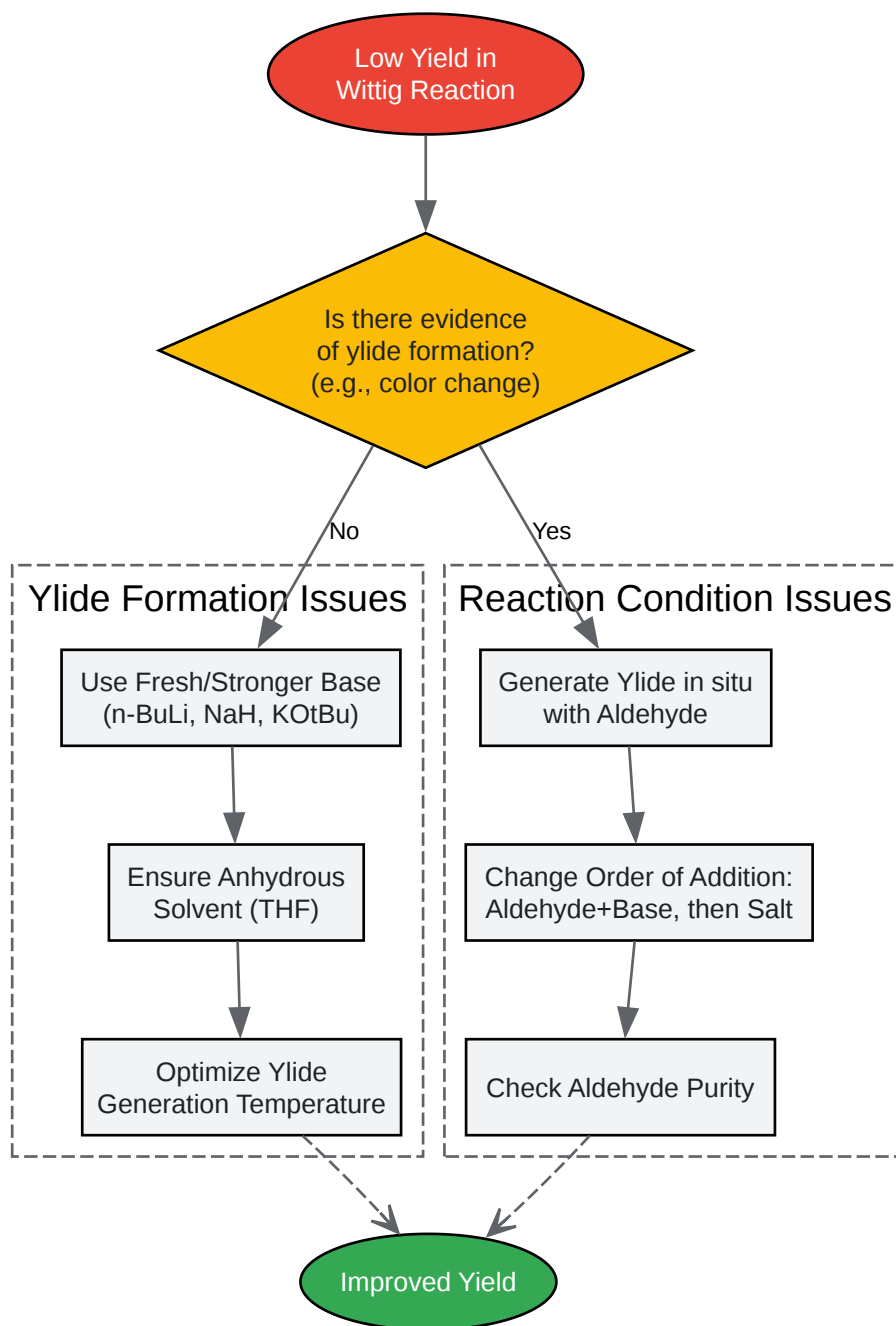 Low Yield in
Wittig Reaction
Is there evidence
of ylide formation?
(e.g., color change)
No
Yes
Ylide Formation Issues
Use Fresh/Stronger Base
(n-BuLi, NaH, KOtBu)
Ensure Anhydrous
Solvent (THF)
Optimize Ylide
Generation Temperature
Reaction Condition Issues
Generate Ylide in situ
with Aldehyde
Change Order of Addition:
Aldehyde+Base, then Salt
Check Aldehyde Purity
Improved Yield